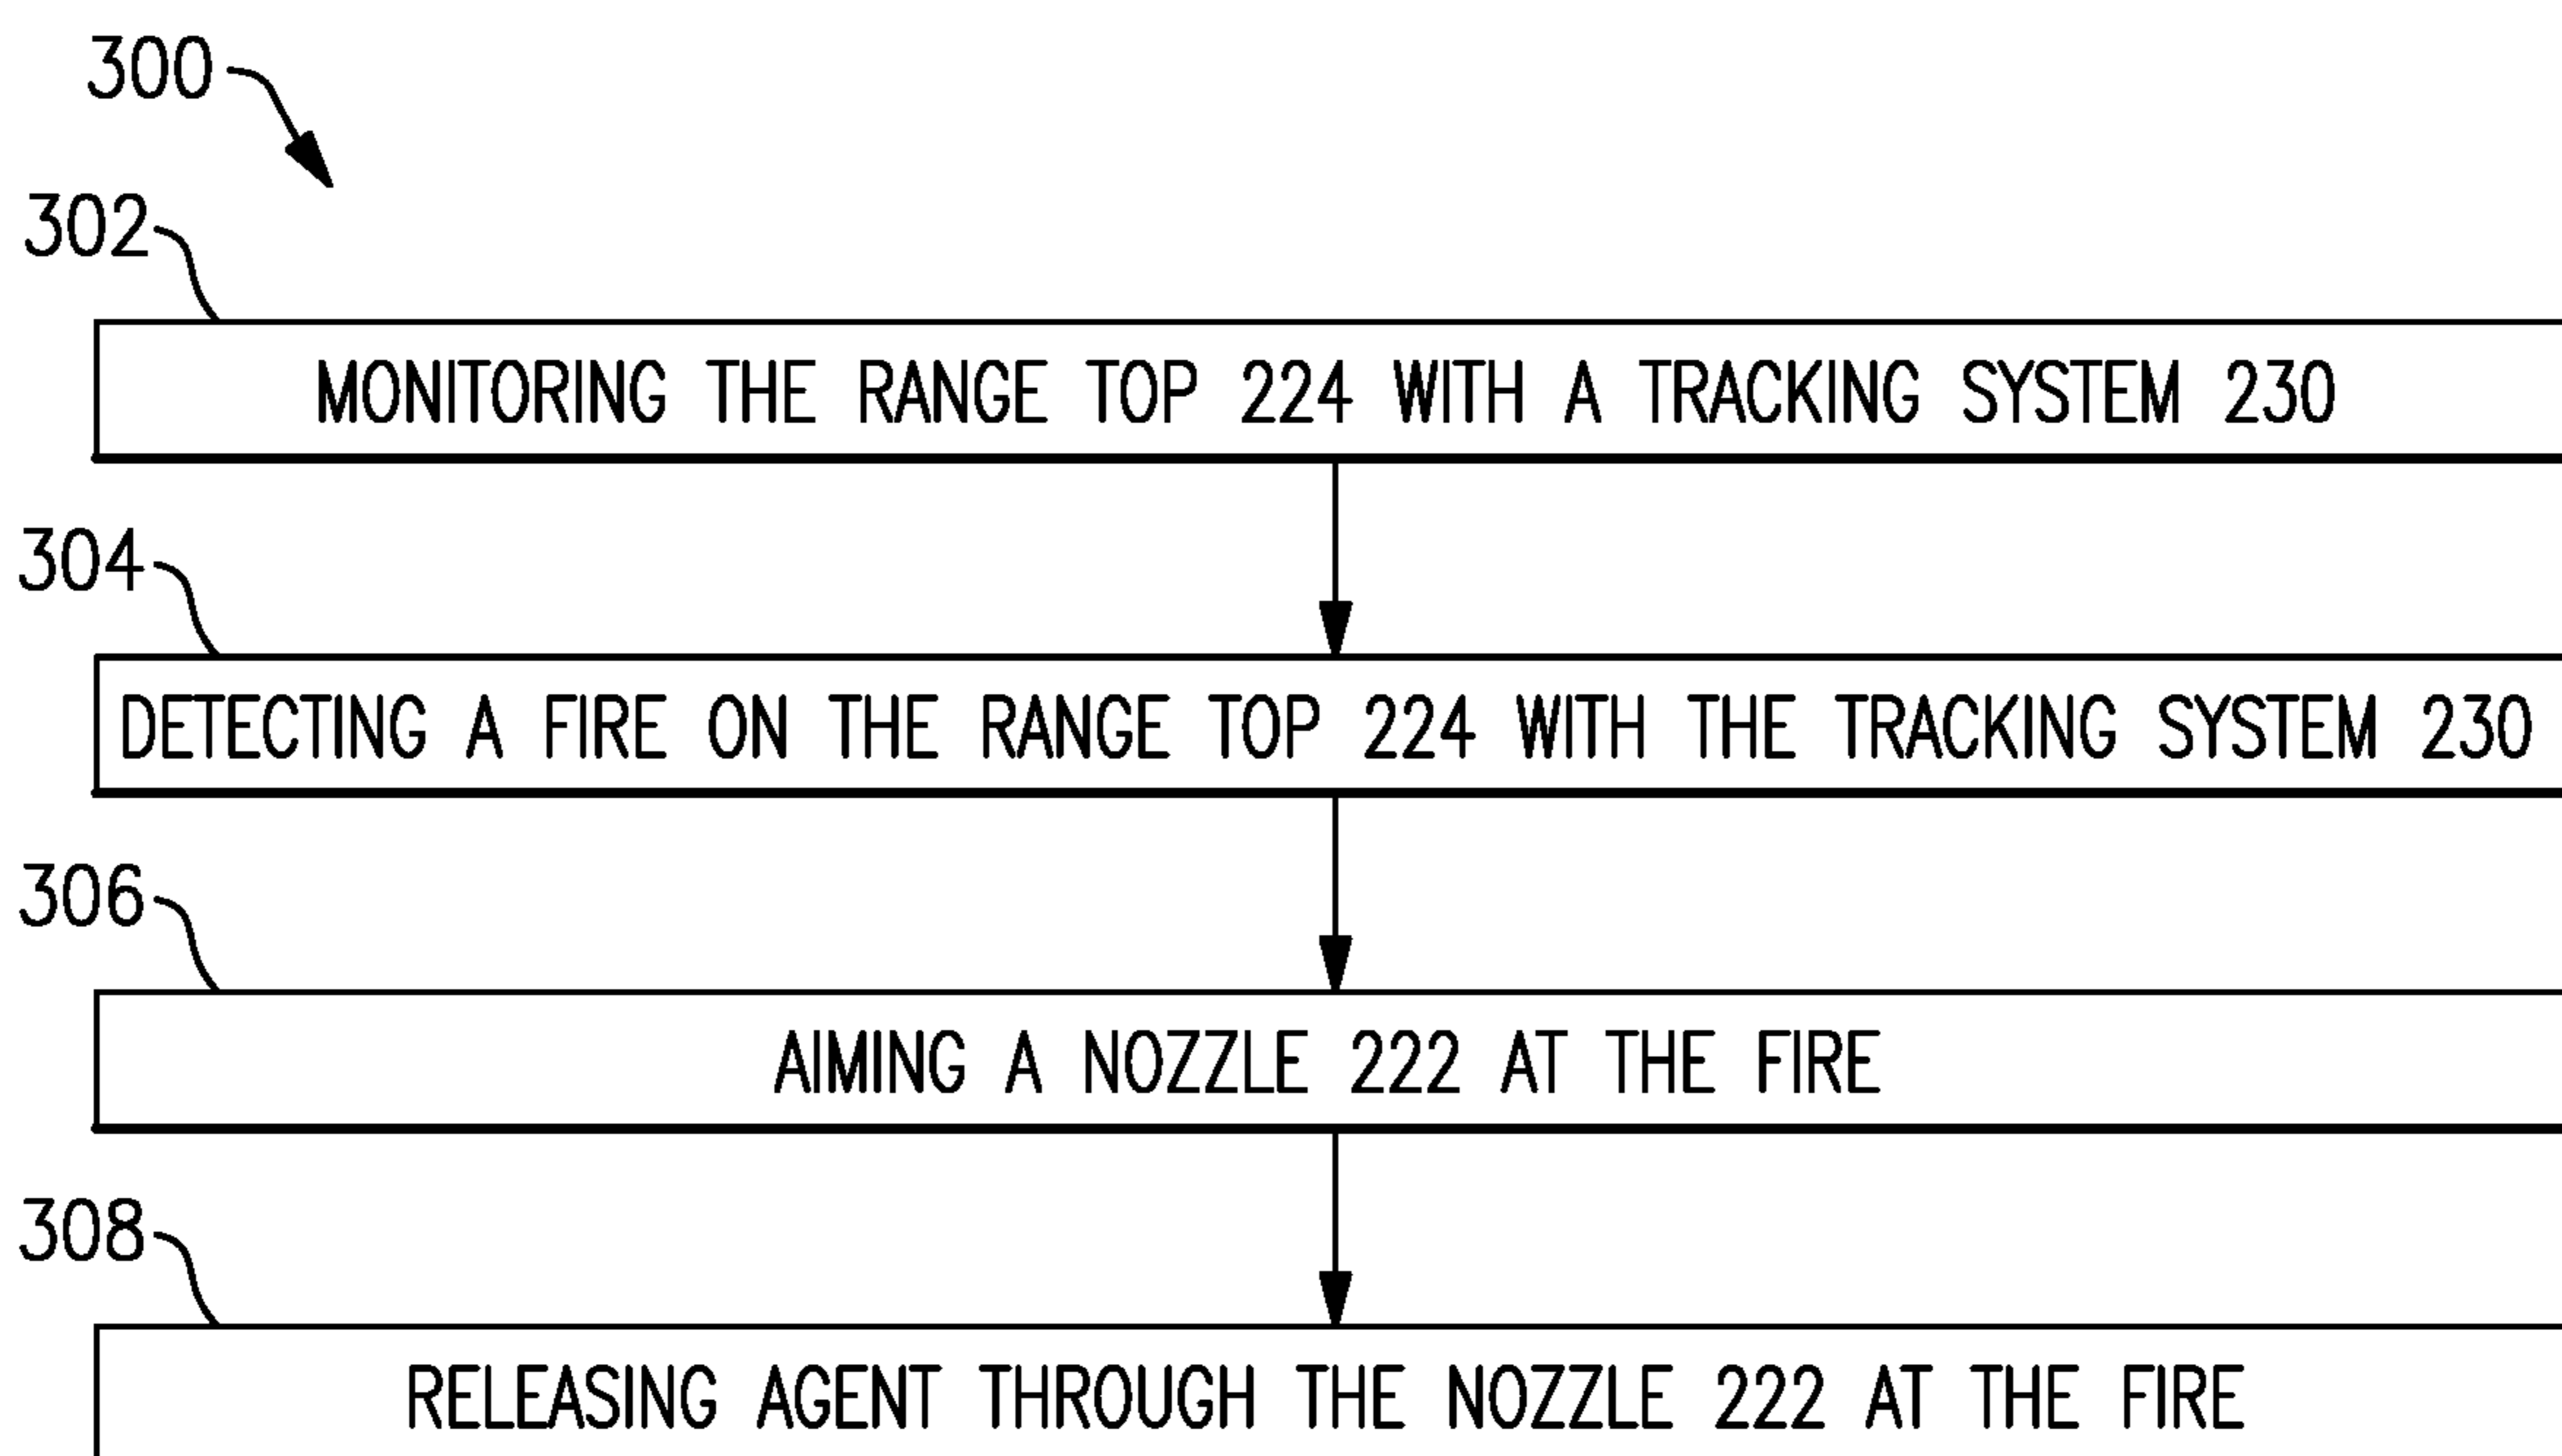 300
302
MONITORING THE RANGE TOP 224 WITH A TRACKING SYSTEM 230
304
DETECTING A FIRE ON THE RANGE TOP 224 WITH THE TRACKING SYSTEM 230
306
AIMING A NOZZLE 222 AT THE FIRE
308
RELEASING AGENT THROUGH THE NOZZLE 222 AT THE FIRE